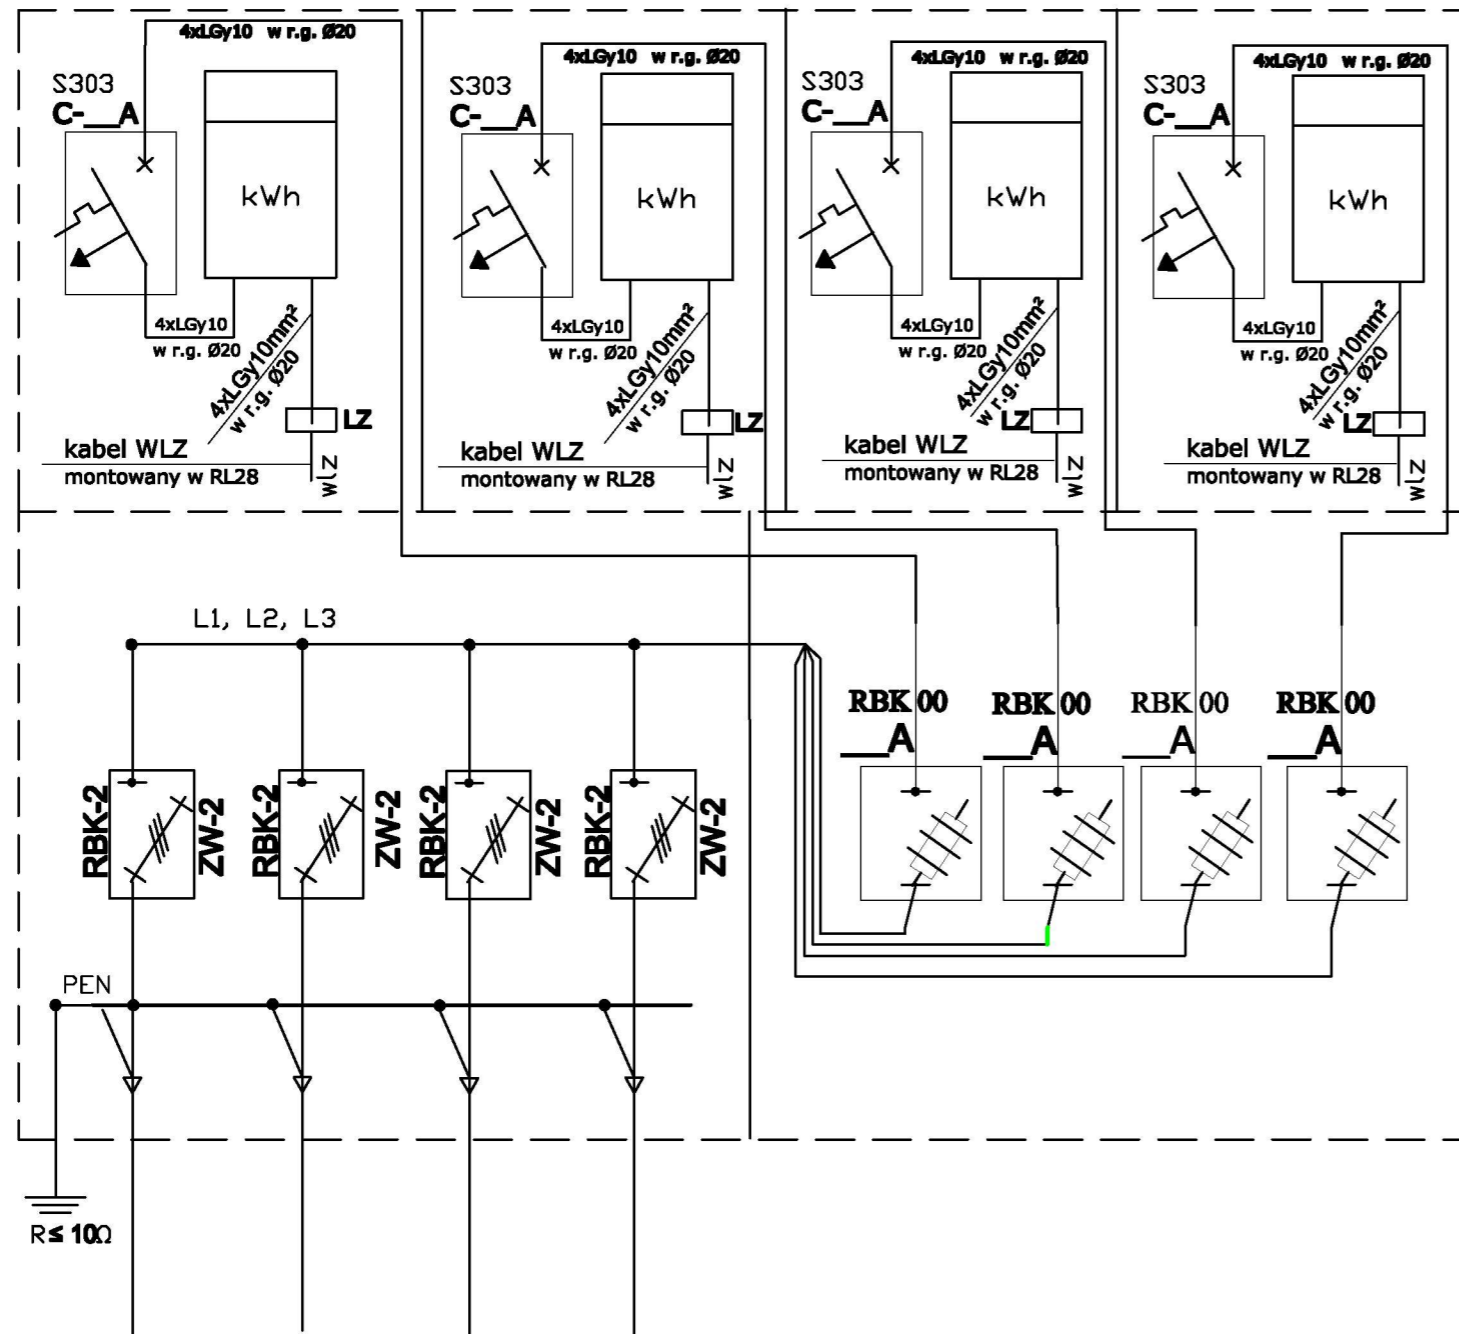 4xLGy10 w r.g. Ø20
S303
C-__A
kWh
4xLGy10
w r.g. Ø20
4xLGy10mm²
w r.g. Ø20
LZ
kabel WLZ
montowany w RL28
wlz
4xLGy10 w r.g. Ø20
S303
C-__A
kWh
4xLGy10
w r.g. Ø20
4xLGy10mm²
w r.g. Ø20
LZ
kabel WLZ
montowany w RL28
wlz
4xLGy10 w r.g. Ø20
S303
C-__A
kWh
4xLGy10
w r.g. Ø20
4xLGy10mm²
w r.g. Ø20
LZ
kabel WLZ
montowany w RL28
wlz
4xLGy10 w r.g. Ø20
S303
C-__A
kWh
4xLGy10
w r.g. Ø20
4xLGy10mm²
w r.g. Ø20
LZ
kabel WLZ
montowany w RL28
wlz
L1, L2, L3
RBK-2
ZW-2
RBK-2
ZW-2
RBK-2
ZW-2
RBK-2
ZW-2
RBK 00
___A
RBK 00
___A
RBK 00
___A
RBK 00
___A
PEN
R≤ 10Ω